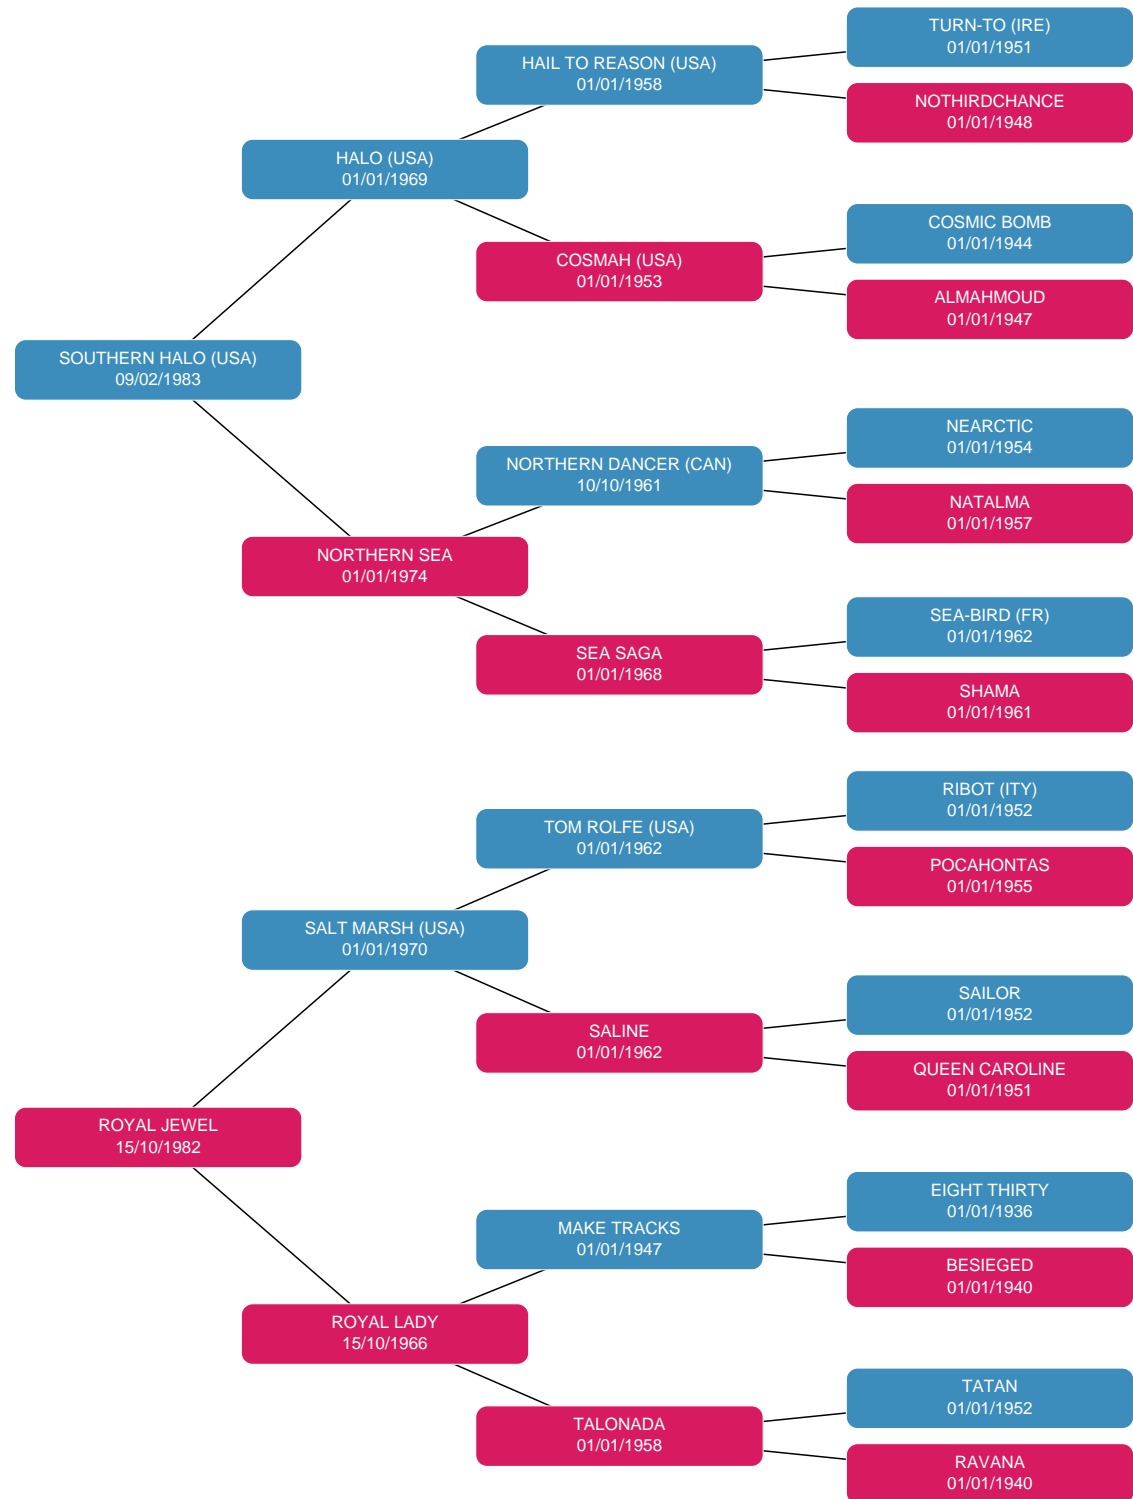 TURN-TO (IRE)
01/01/1951
HAIL TO REASON (USA)
01/01/1958
NOTHIRDCHANCE
01/01/1948
HALO (USA)
01/01/1969
COSMIC BOMB
01/01/1944
COSMAH (USA)
01/01/1953
ALMAHMOUD
01/01/1947
SOUTHERN HALO (USA)
09/02/1983
NEARCTIC
01/01/1954
NORTHERN DANCER (CAN)
10/10/1961
NATALMA
01/01/1957
NORTHERN SEA
01/01/1974
SEA-BIRD (FR)
01/01/1962
SEA SAGA
01/01/1968
SHAMA
01/01/1961
RIBOT (ITY)
01/01/1952
TOM ROLFE (USA)
01/01/1962
POCAHONTAS
01/01/1955
SALT MARSH (USA)
01/01/1970
SAILOR
01/01/1952
SALINE
01/01/1962
QUEEN CAROLINE
01/01/1951
ROYAL JEWEL
15/10/1982
EIGHT THIRTY
01/01/1936
MAKE TRACKS
01/01/1947
BESIEGED
01/01/1940
ROYAL LADY
15/10/1966
TATAN
01/01/1952
TALONADA
01/01/1958
RAVANA
01/01/1940